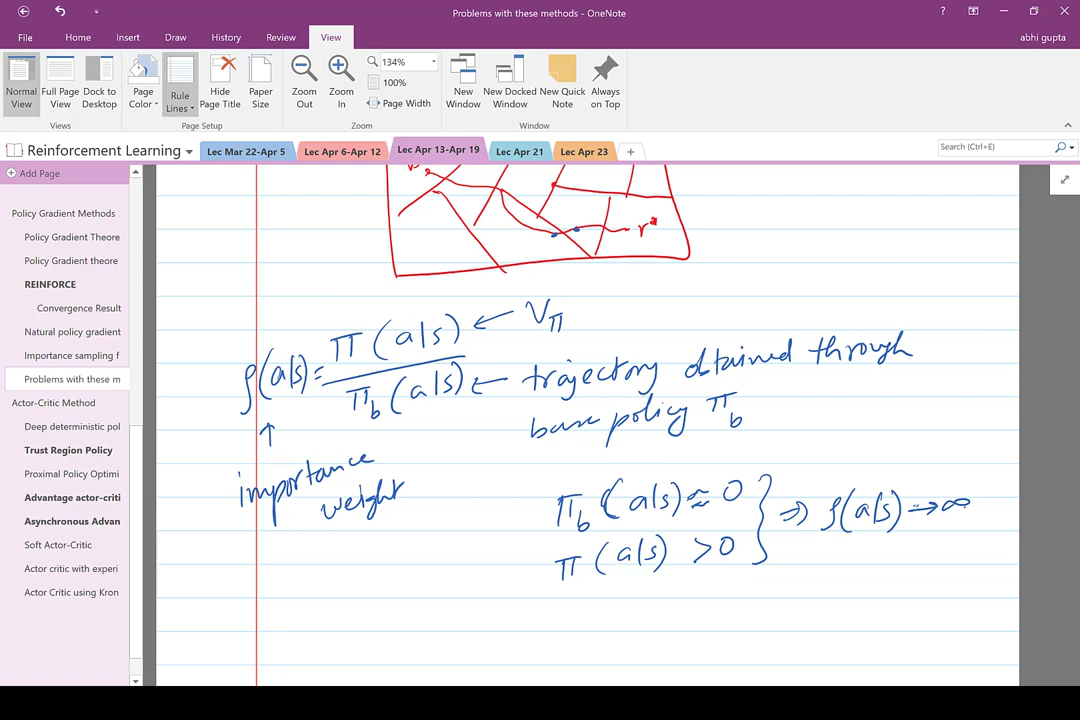 Problems with these methods - OneNote
?
File Home Insert Draw History Review View
abhi gupta
Normal View
Full Page View
Dock to Desktop
Page Color
Rule Lines
Hide Page Title
Paper Size
Zoom Out
Zoom In
134%
100%
Page Width
New Window
New Docked Window
New Quick Note
Always on Top
Views
Page Setup
Zoom
Window
Reinforcement Learning
Lec Mar 22-Apr 5
Lec Apr 6-Apr 12
Lec Apr 13-Apr 19
Lec Apr 21
Lec Apr 23
+
Search (Ctrl+E)
Add Page
Policy Gradient Methods
Policy Gradient Theore
Policy Gradient theore
REINFORCE
Convergence Result
Natural policy gradient
Importance sampling f
Problems with these m
Actor-Critic Method
Deep deterministic pol
Trust Region Policy
Proximal Policy Optimi
Advantage actor-criti
Asynchronous Advan
Soft Actor-Critic
Actor critic with experi
Actor Critic using Kron
r*
ρ(a|s) = π(a|s) / π_b(a|s)
← V_π
← trajectory obtained through
base policy π_b
↑
importance
weight
π_b(a|s) ≈ 0
π(a|s) > 0
} ⇒ ρ(a|s) → ∞